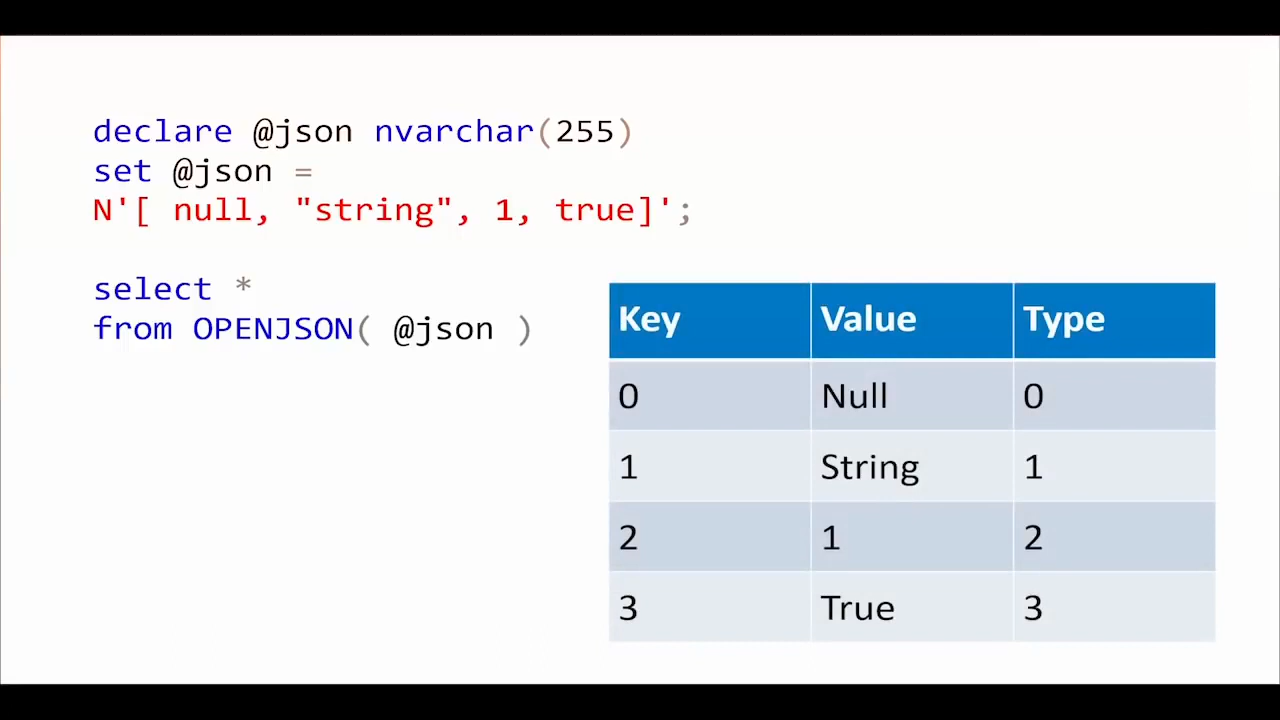 declare @json nvarchar(255)
set @json =
N'[ null, "string", 1, true]';
select *
from OPENJSON( @json )
Key Value Type
0 Null 0
1 String 1
2 1 2
3 True 3